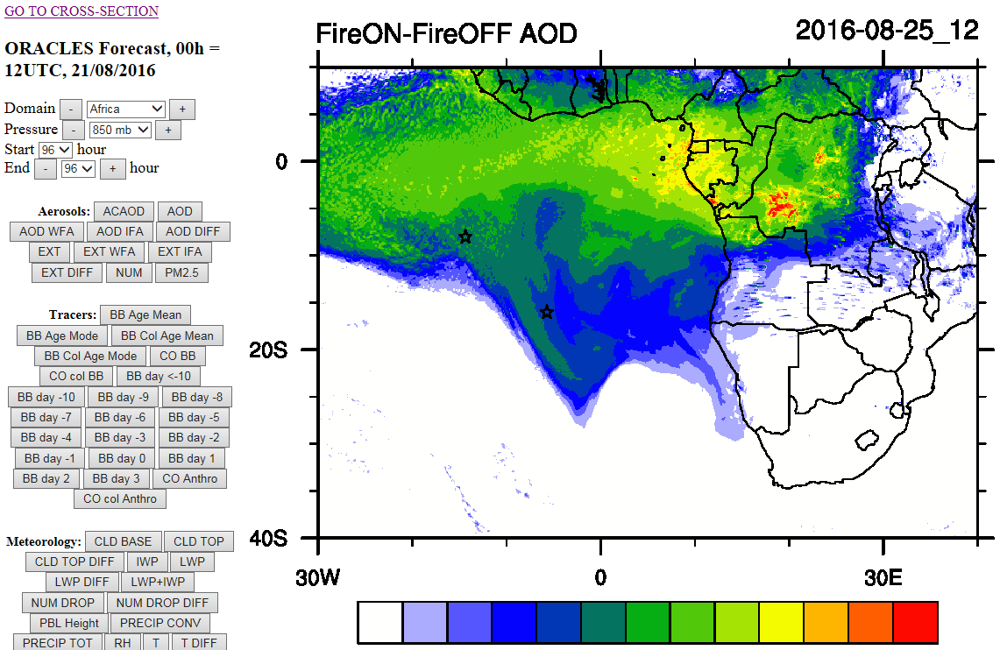 GO TO CROSS-SECTION
ORACLES Forecast, 00h =
12UTC, 21/08/2016
Domain - Africa +
Pressure - 850 mb +
Start 96 hour
End - 96 + hour
Aerosols: ACAOD AOD
AOD WFA AOD IFA AOD DIFF
EXT EXT WFA EXT IFA
EXT DIFF NUM PM2.5
Tracers: BB Age Mean
BB Age Mode BB Col Age Mean
BB Col Age Mode CO BB
CO col BB BB day <-10
BB day -10 BB day -9 BB day -8
BB day -7 BB day -6 BB day -5
BB day -4 BB day -3 BB day -2
BB day -1 BB day 0 BB day 1
BB day 2 BB day 3 CO Anthro
CO col Anthro
Meteorology: CLD BASE CLD TOP
CLD TOP DIFF IWP LWP
LWP DIFF LWP+IWP
NUM DROP NUM DROP DIFF
PBL Height PRECIP CONV
PRECIP TOT RH T T DIFF
FireON-FireOFF AOD 2016-08-25_12
0
20S
40S
30W 0 30E